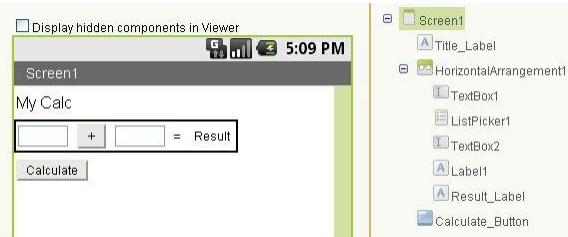 Display hidden components in Viewer
5:09 PM
Screen1
My Calc
+ = Result
Calculate
Screen1
Title_Label
HorizontalArrangement1
TextBox1
ListPicker1
TextBox2
Label1
Result_Label
Calculate_Button